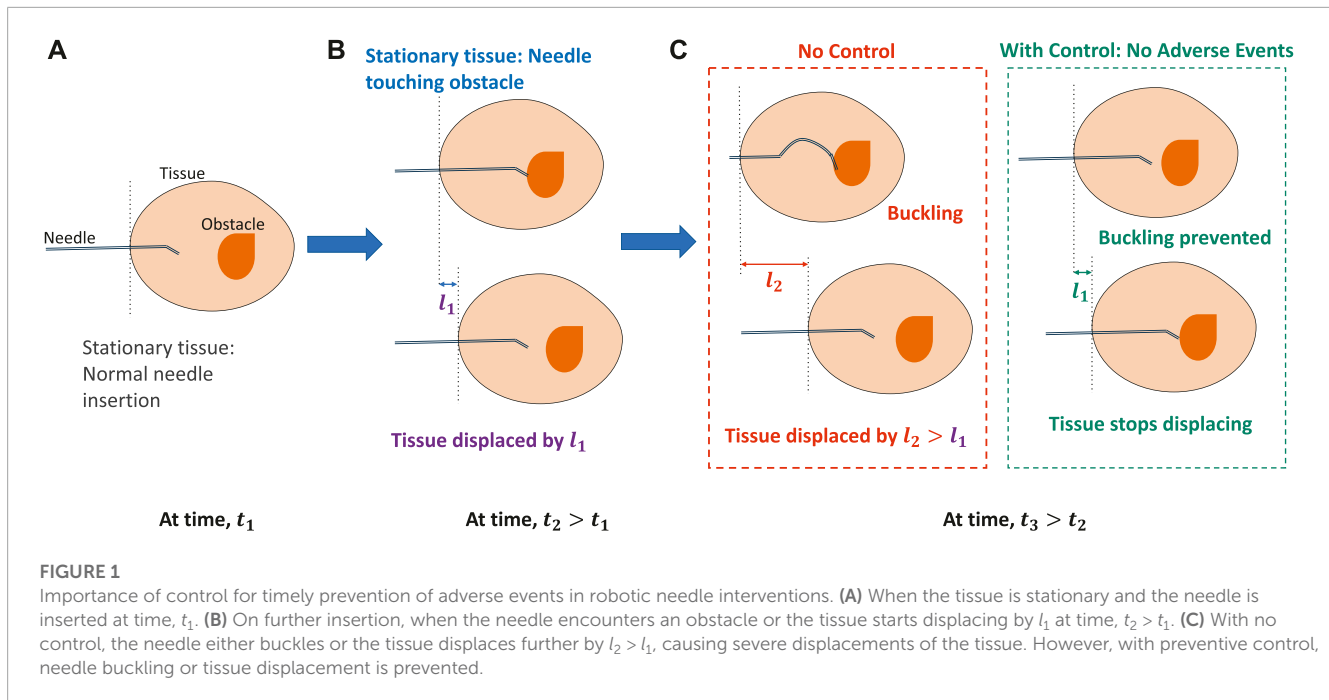 A
Tissue
Obstacle
Needle
Stationary tissue:
Normal needle
insertion
At time, t₁
B
Stationary tissue: Needle
touching obstacle
l₁
Tissue displaced by l₁
At time, t₂ > t₁
C
No Control
Buckling
l₂
Tissue displaced by l₂ > l₁
With Control: No Adverse Events
Buckling prevented
l₁
Tissue stops displacing
At time, t₃ > t₂
FIGURE 1
Importance of control for timely prevention of adverse events in robotic needle interventions. (A) When the tissue is stationary and the needle is
inserted at time, t₁. (B) On further insertion, when the needle encounters an obstacle or the tissue starts displacing by l₁ at time, t₂ > t₁. (C) With no
control, the needle either buckles or the tissue displaces further by l₂ > l₁, causing severe displacements of the tissue. However, with preventive control,
needle buckling or tissue displacement is prevented.